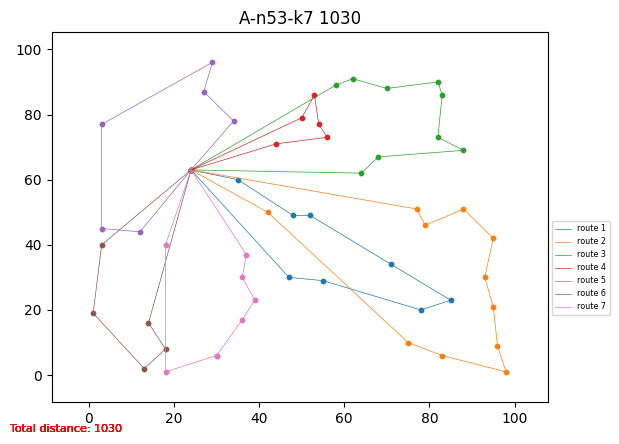 A-n53-k7 1030
100
80
60
40
20
0
0 20 40 60 80 100
route 1
route 2
route 3
route 4
route 5
route 6
route 7
Total distance: 1030